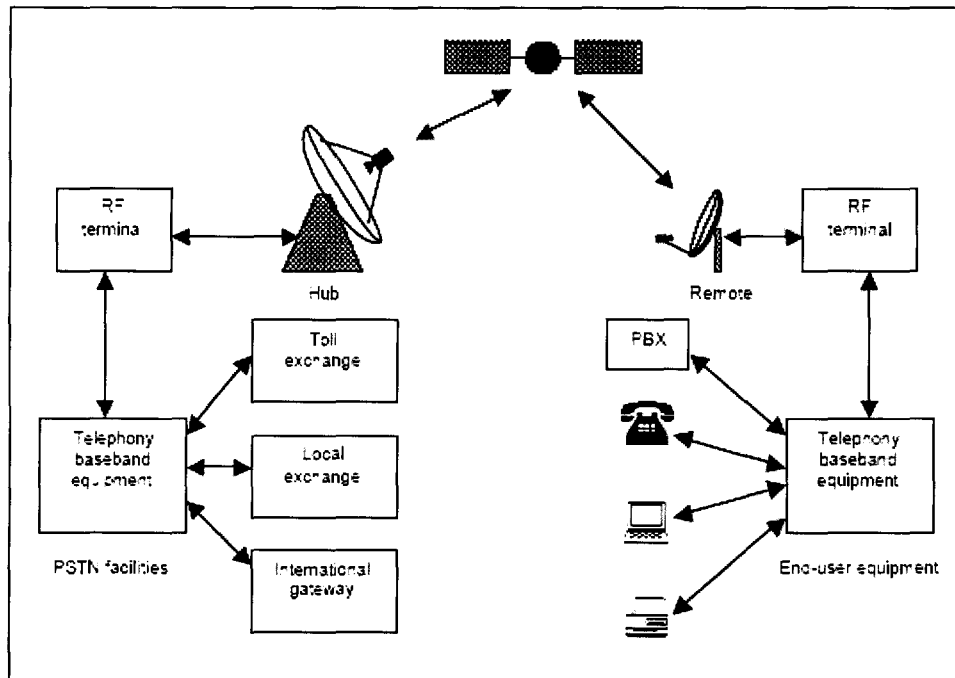 RF
termina
RF
terminal
Hub
Remote
Toll
exchange
PBX
Telephony
baseband
equipment
Local
exchange
Telephony
baseband
equipment
PSTN facilities
International
gateway
End-user equipment